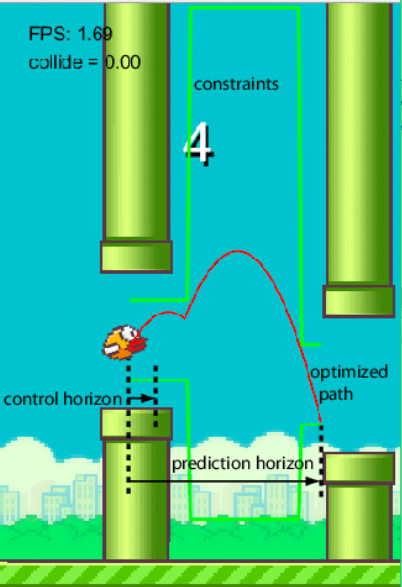 FPS: 1.69
collide = 0.00
constraints
4
optimized
path
control horizon
prediction horizon